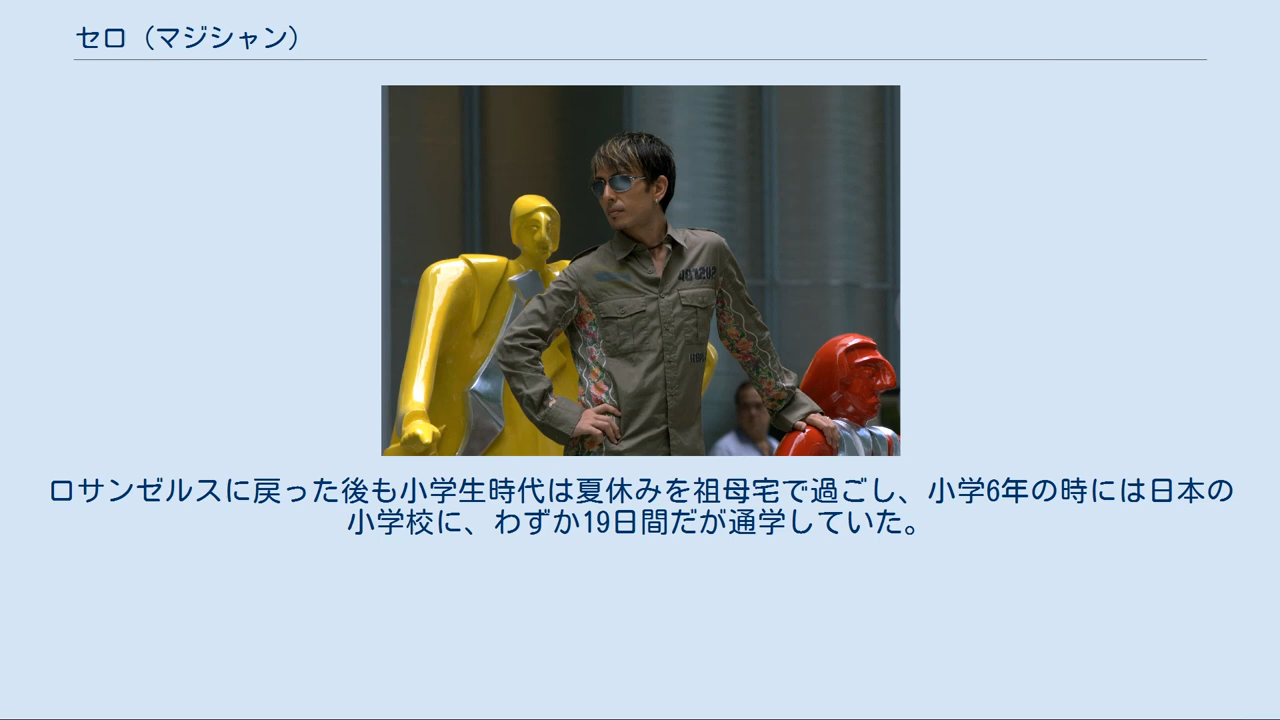 セロ（マジシャン）
ロサンゼルスに戻った後も小学生時代は夏休みを祖母宅で過ごし、小学6年の時には日本の
小学校に、わずか19日間だが通学していた。